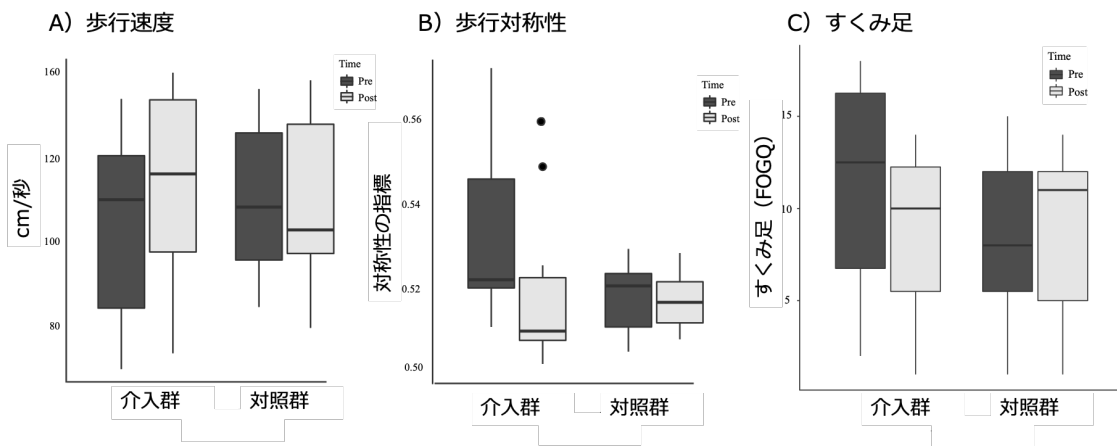 A）歩行速度
Time
Pre
Post
160
120
100
80
cm/秒
介入群
対照群
B）歩行対称性
Time
Pre
Post
0.56
0.54
0.52
0.50
対称性の指標
介入群
対照群
C）すくみ足
Time
Pre
Post
15
10
5
すくみ足（FOGQ）
介入群
対照群